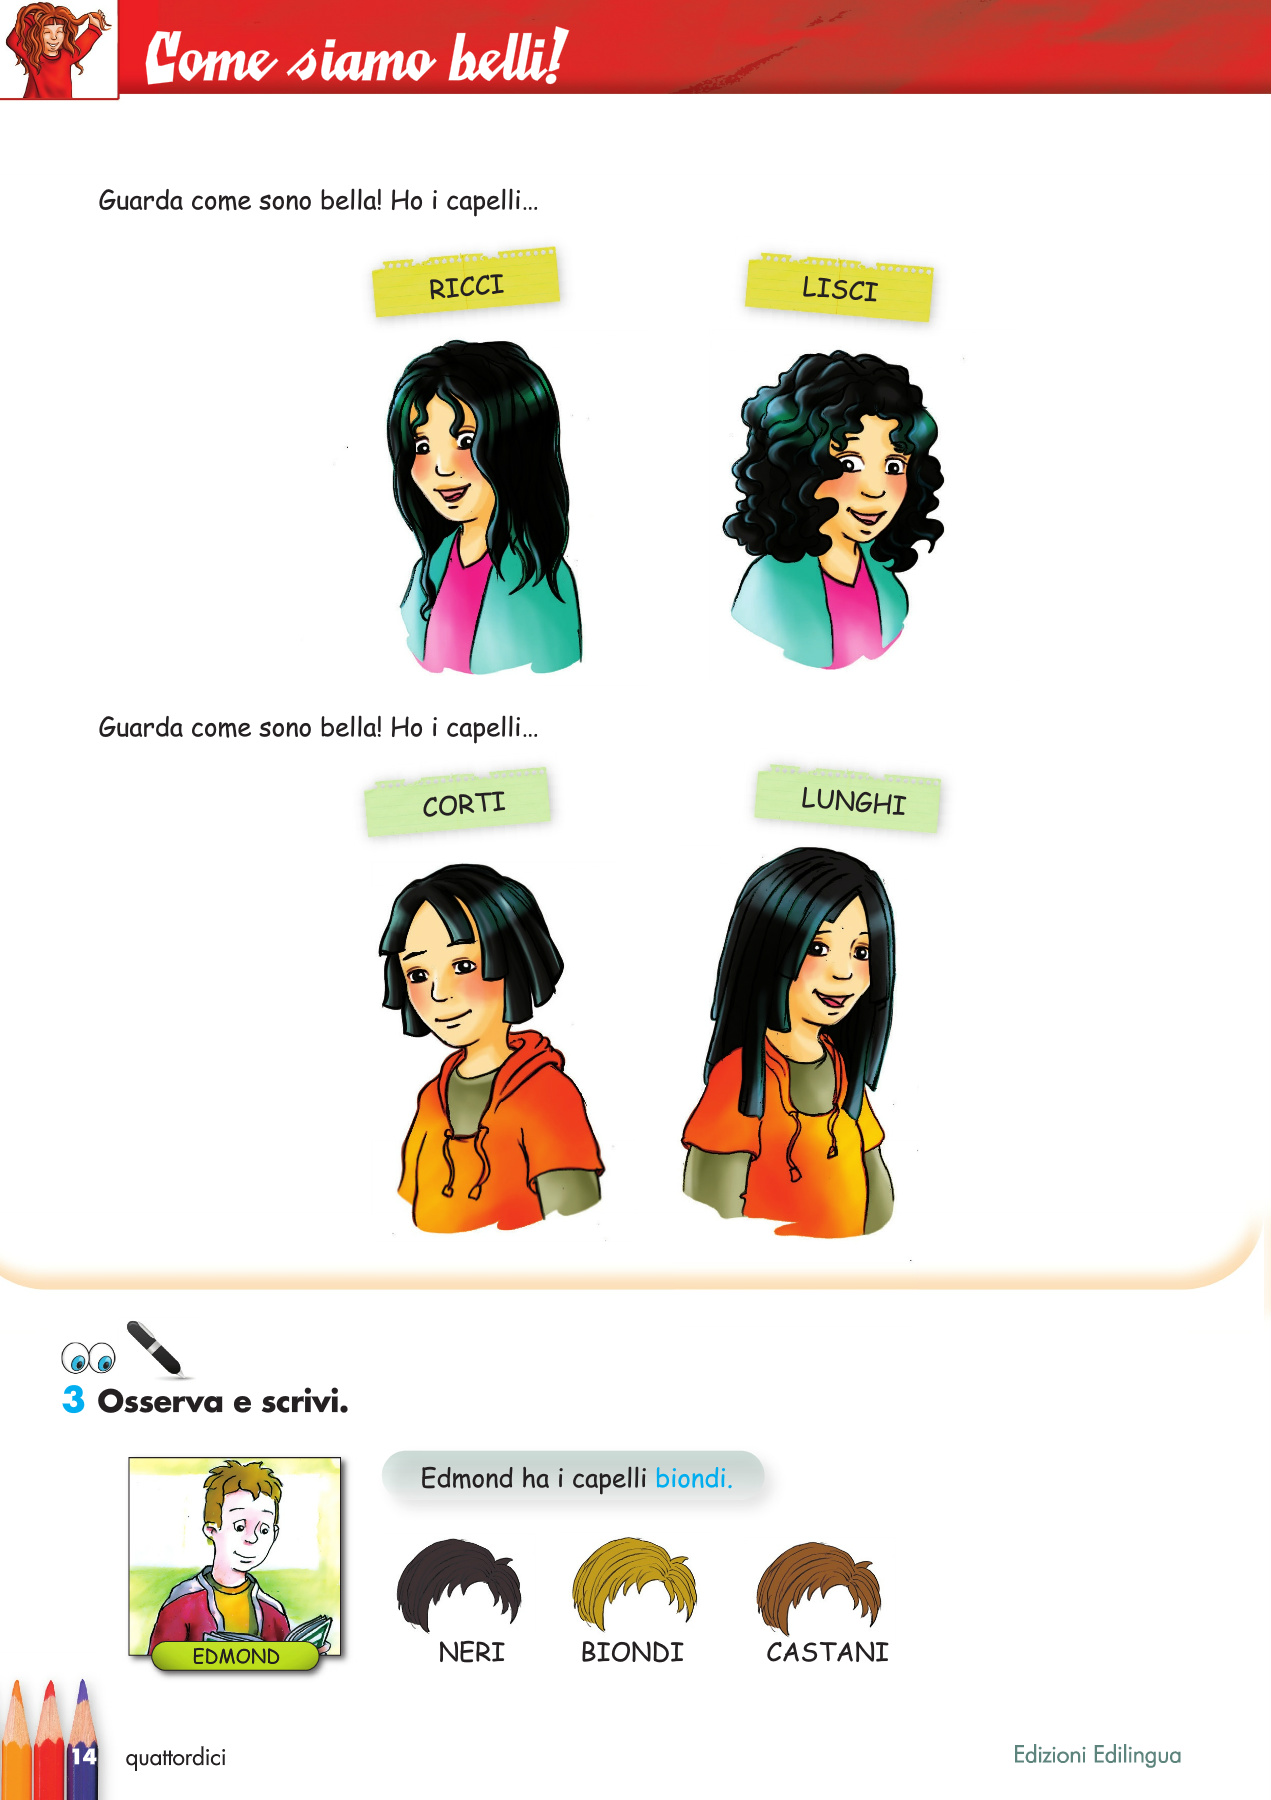 Come siamo belli!
Guarda come sono bella! Ho i capelli...
RICCI
LISCI
Guarda come sono bella! Ho i capelli...
CORTI
LUNGHI
3 Osserva e scrivi.
Edmond ha i capelli biondi.
EDMOND
NERI
BIONDI
CASTANI
14 quattordici
Edizioni Edilingua